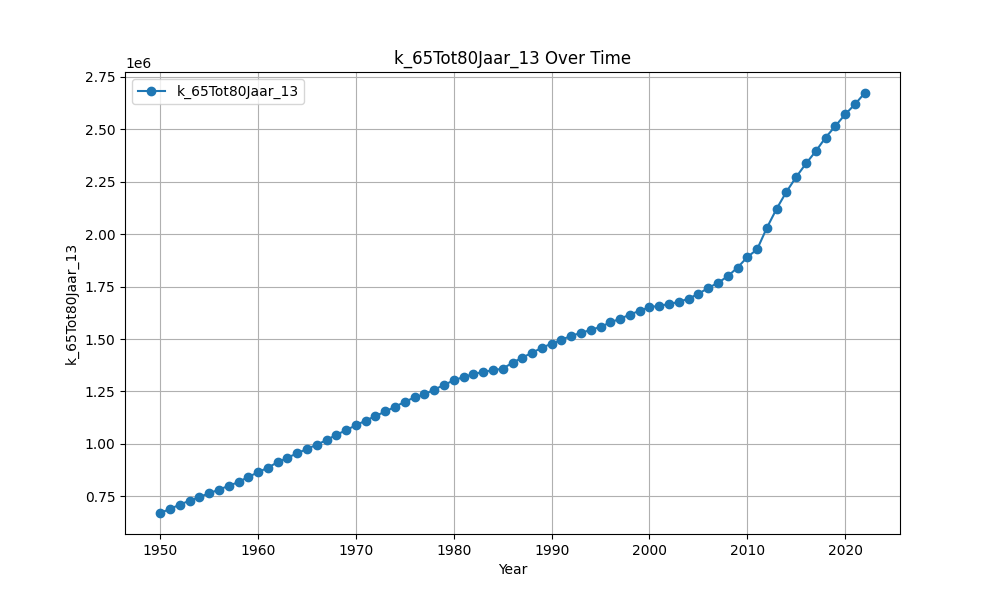 k_65Tot80Jaar_13 Over Time
1e6
k_65Tot80Jaar_13
2.75
2.50
2.25
2.00
1.75
1.50
1.25
1.00
0.75
k_65Tot80Jaar_13
1950 1960 1970 1980 1990 2000 2010 2020
Year